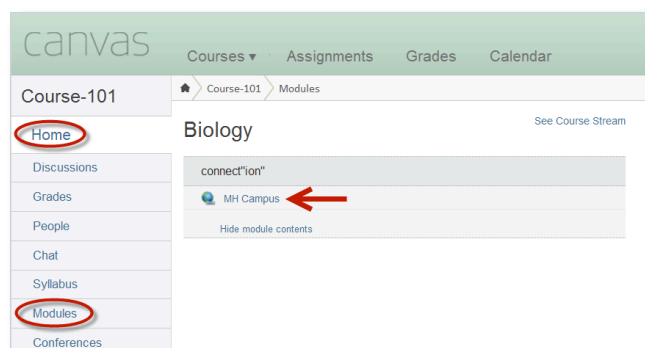 canvas
Courses ▾ Assignments Grades Calendar
Course-101
Course-101 Modules
Home
Biology
See Course Stream
Discussions
connect"ion"
Grades
MH Campus
People
Hide module contents
Chat
Syllabus
Modules
Conferences